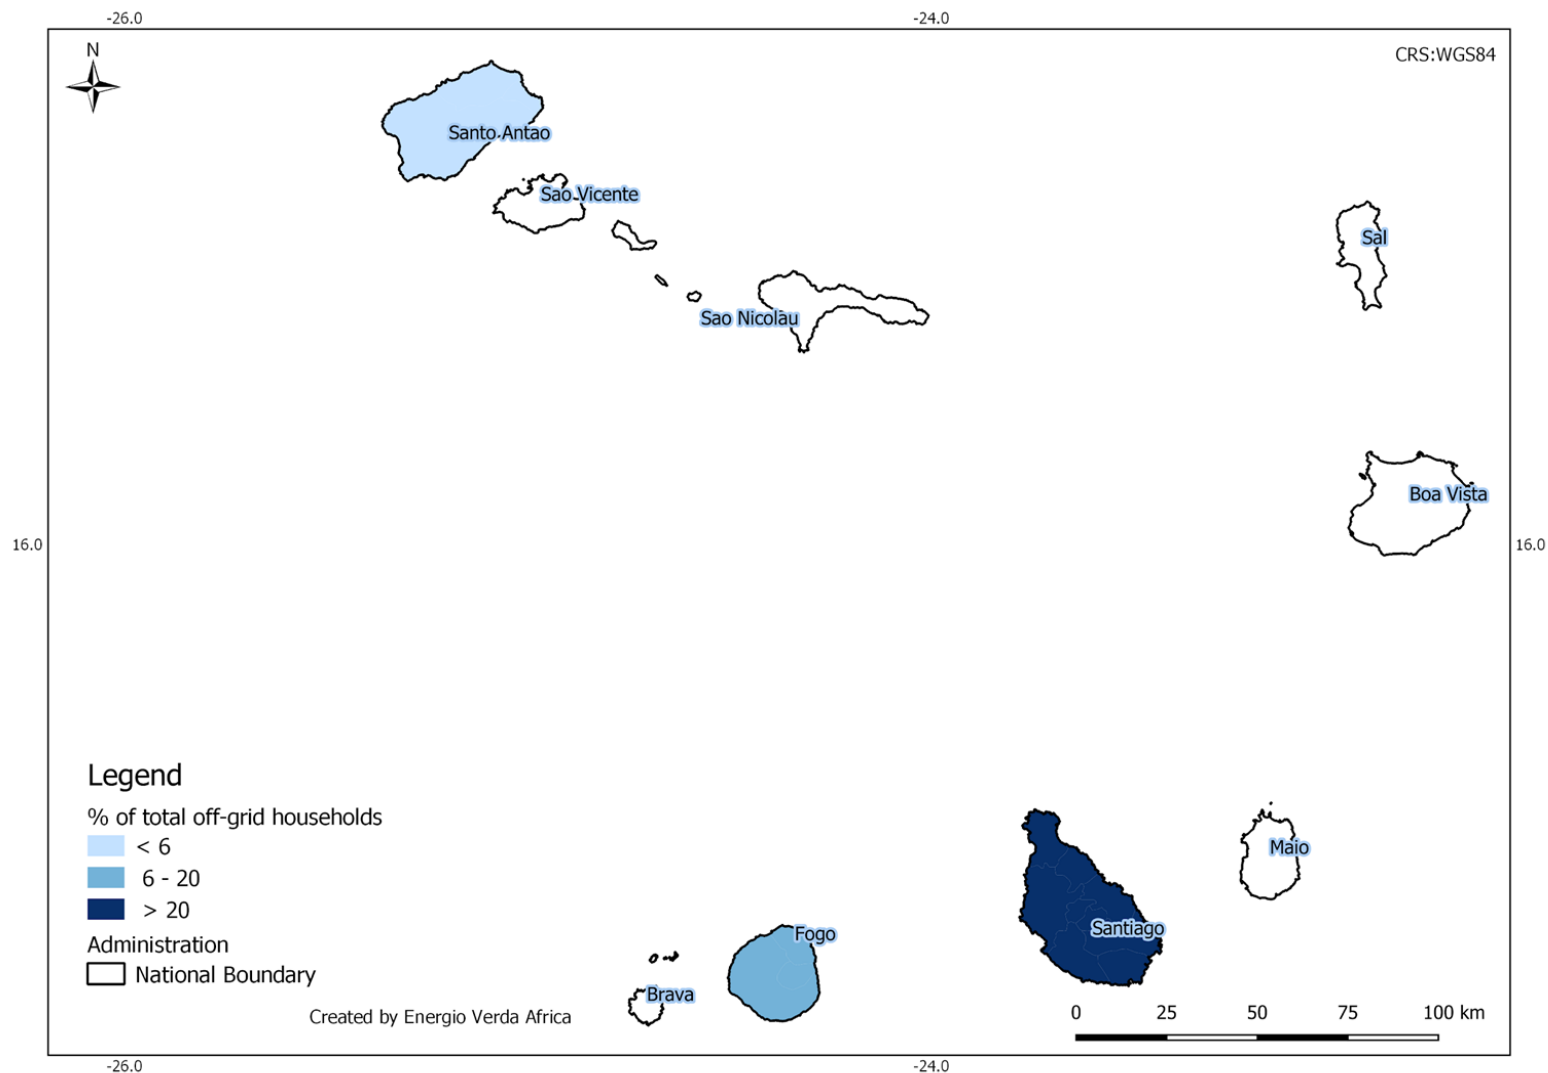 -26.0
-24.0
N
CRS:WGS84
Santo Antao
Sao Vicente
Sal
Sao Nicolau
Boa Vista
16.0
16.0
Legend
% of total off-grid households
< 6
6 - 20
> 20
Administration
National Boundary
Maio
Santiago
Fogo
Brava
Created by Energio Verda Africa
0 25 50 75 100 km
-26.0
-24.0